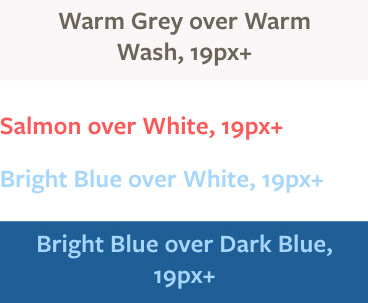 Warm Grey over Warm
Wash, 19px+
Salmon over White, 19px+
Bright Blue over White, 19px+
Bright Blue over Dark Blue,
19px+